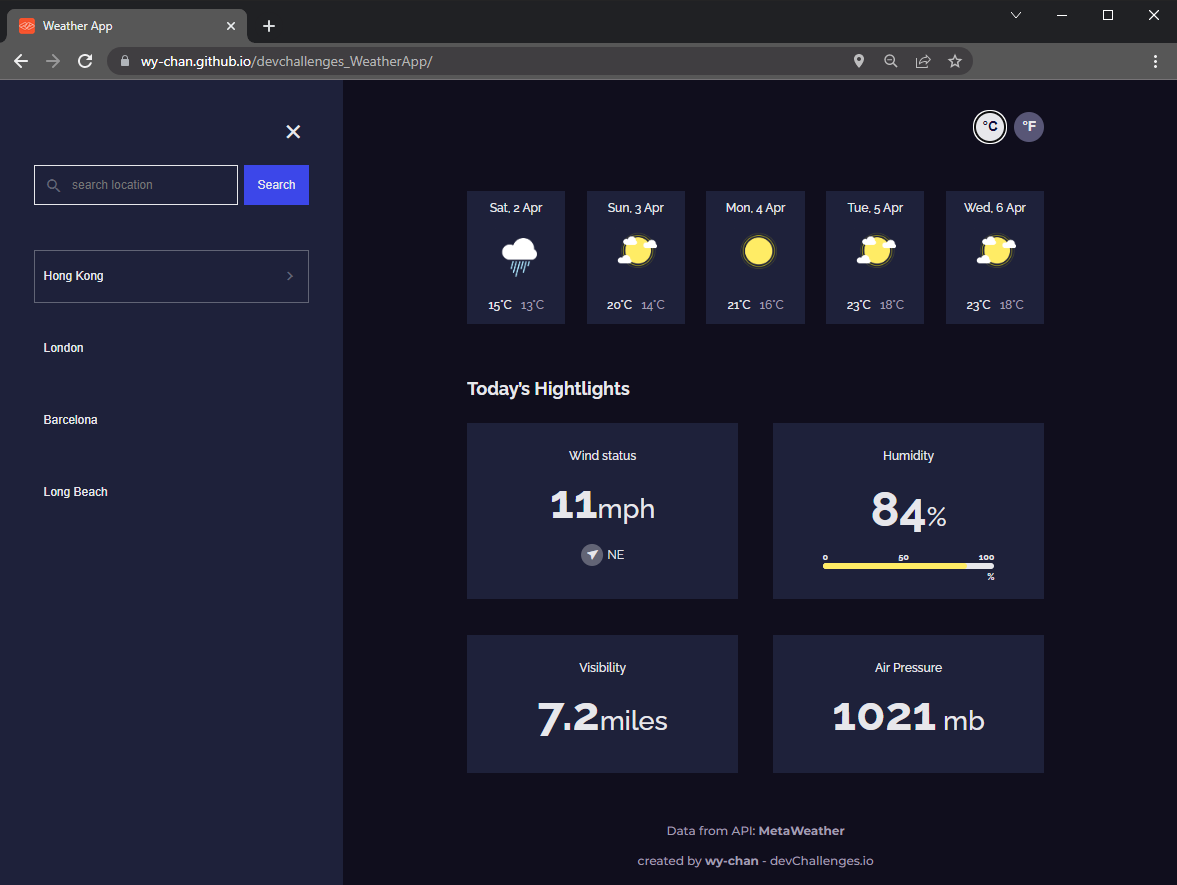 Weather App
wy-chan.github.io/devchallenges_WeatherApp/
°C °F
search location Search
Hong Kong
London
Barcelona
Long Beach
Sat, 2 Apr
15°C 13°C
Sun, 3 Apr
20°C 14°C
Mon, 4 Apr
21°C 16°C
Tue, 5 Apr
23°C 18°C
Wed, 6 Apr
23°C 18°C
Today's Hightlights
Wind status
11mph
NE
Humidity
84%
0 50 100
%
Visibility
7.2miles
Air Pressure
1021 mb
Data from API: MetaWeather
created by wy-chan - devChallenges.io